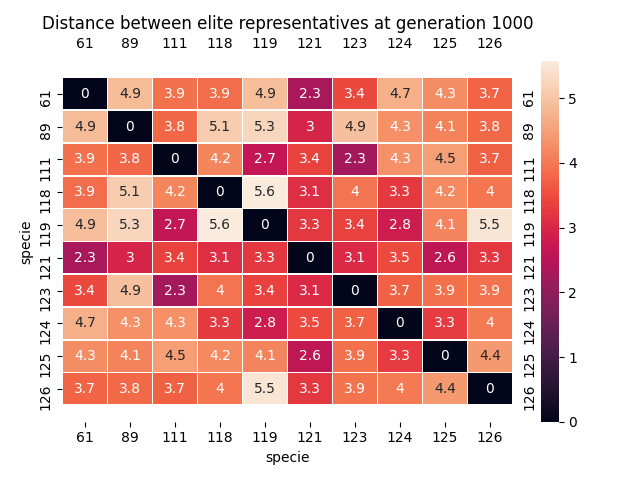 Distance between elite representatives at generation 1000
61 89 111 118 119 121 123 124 125 126
61 0 4.9 3.9 3.9 4.9 2.3 3.4 4.7 4.3 3.7 61
89 4.9 0 3.8 5.1 5.3 3 4.9 4.3 4.1 3.8 89
111 3.9 3.8 0 4.2 2.7 3.4 2.3 4.3 4.5 3.7 111
118 3.9 5.1 4.2 0 5.6 3.1 4 3.3 4.2 4 118
119 4.9 5.3 2.7 5.6 0 3.3 3.4 2.8 4.1 5.5 119
121 2.3 3 3.4 3.1 3.3 0 3.1 3.5 2.6 3.3 121
123 3.4 4.9 2.3 4 3.4 3.1 0 3.7 3.9 3.9 123
124 4.7 4.3 4.3 3.3 2.8 3.5 3.7 0 3.3 4 124
125 4.3 4.1 4.5 4.2 4.1 2.6 3.9 3.3 0 4.4 125
126 3.7 3.8 3.7 4 5.5 3.3 3.9 4 4.4 0 126
61 89 111 118 119 121 123 124 125 126
specie
specie
5
4
3
2
1
0